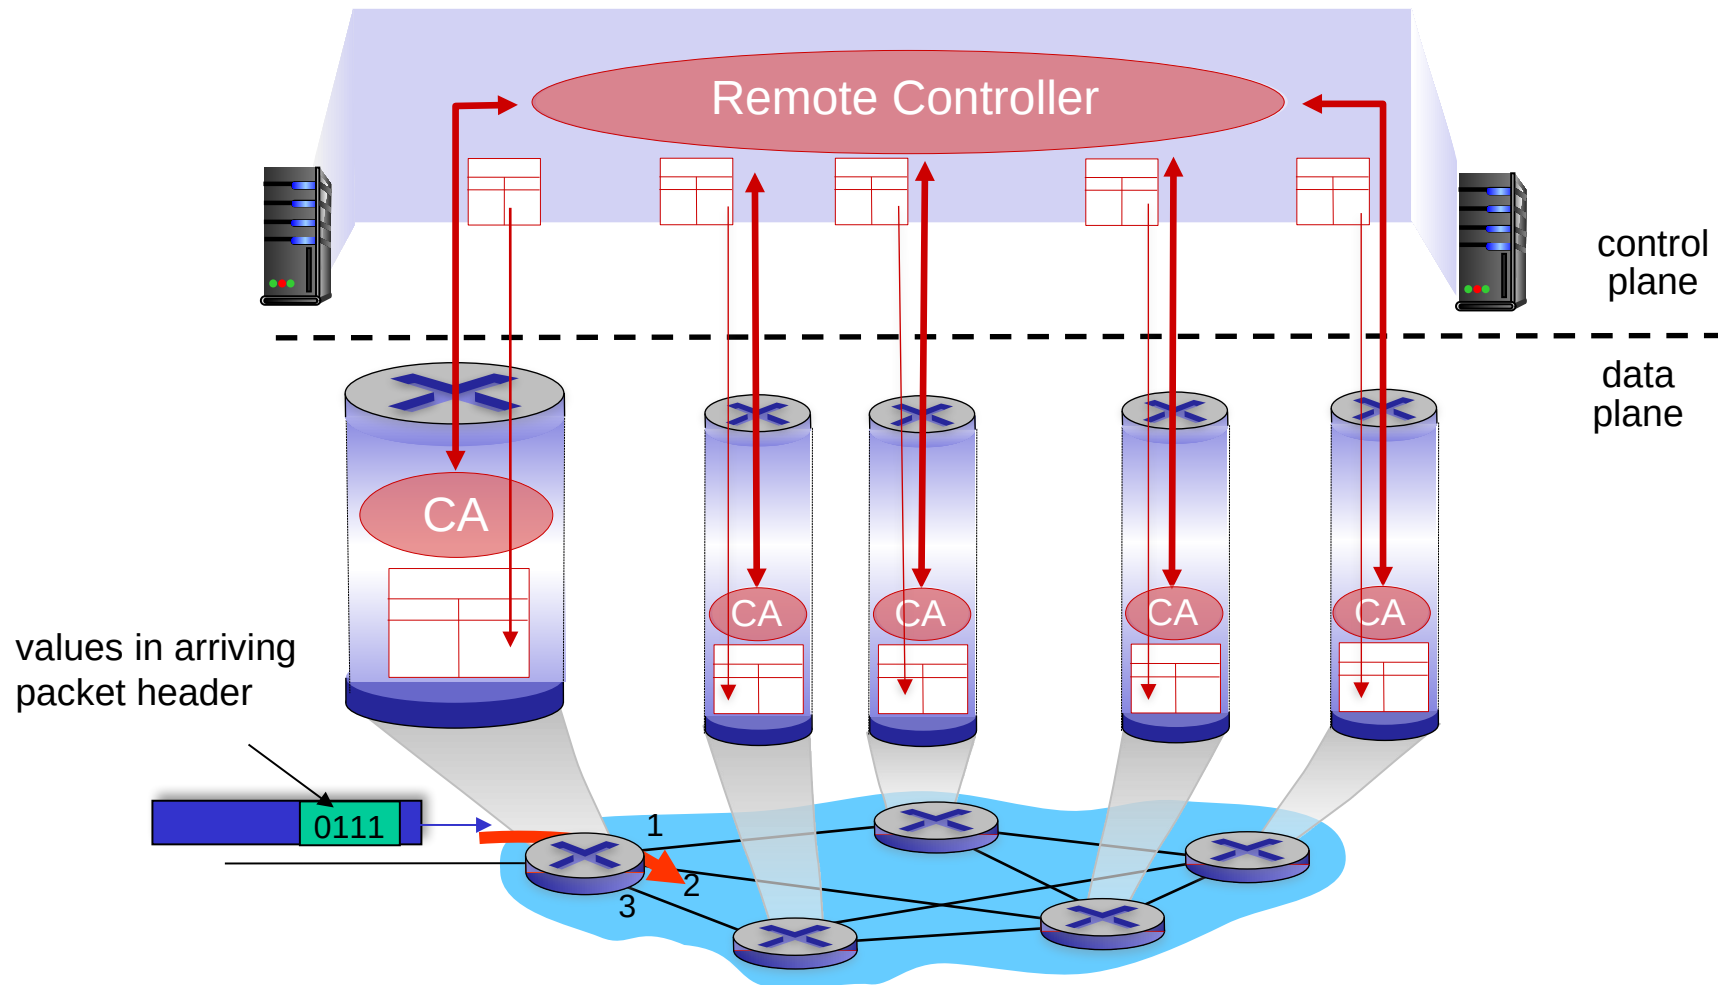 Remote Controller
control
plane
data
plane
CA
CA
CA
CA
CA
values in arriving
packet header
0111
1
2
3